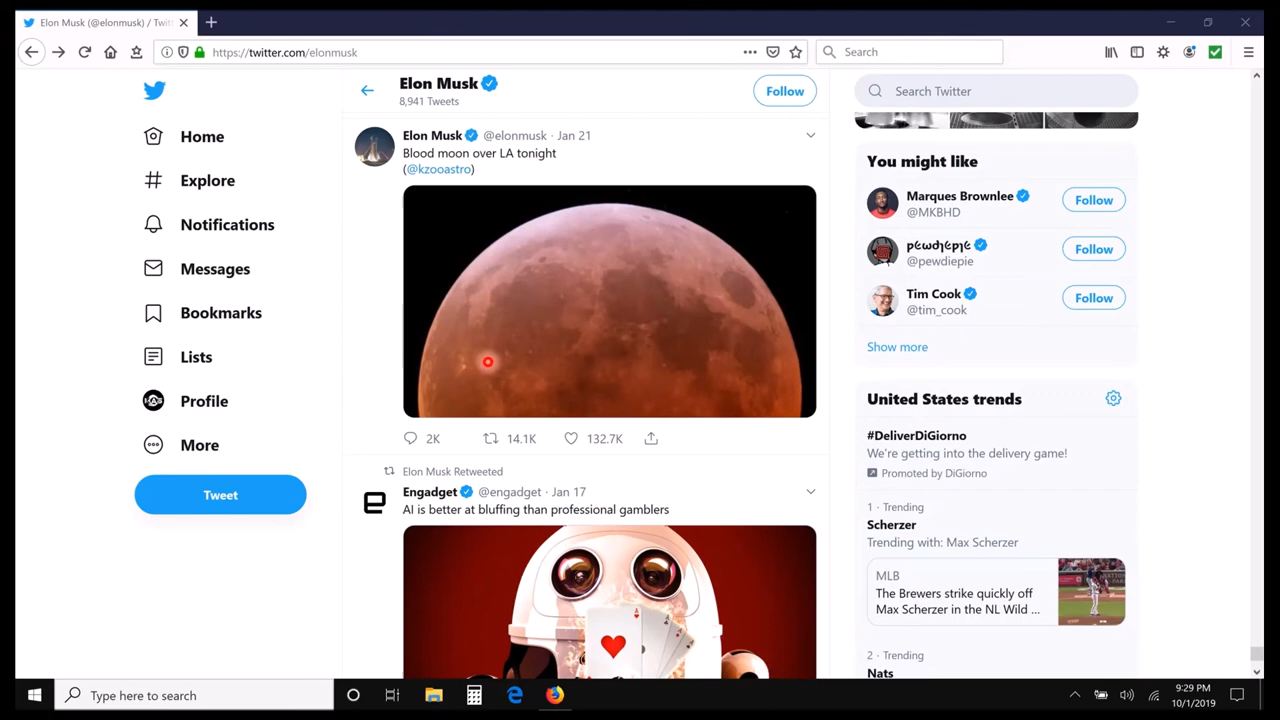 Elon Musk (@elonmusk) / Twit
https://twitter.com/elonmusk
Search
Home
Explore
Notifications
Messages
Bookmarks
Lists
Profile
More
Tweet
Elon Musk
8,941 Tweets
Follow
Elon Musk @elonmusk · Jan 21
Blood moon over LA tonight
(@kzooastro)
2K 14.1K 132.7K
Elon Musk Retweeted
Engadget @engadget · Jan 17
AI is better at bluffing than professional gamblers
Search Twitter
You might like
Marques Brownlee
@MKBHD
Follow
@pewdiepie
Follow
Tim Cook
@tim_cook
Follow
Show more
United States trends
#DeliverDiGiorno
We're getting into the delivery game!
Promoted by DiGiorno
1 · Trending
Scherzer
Trending with: Max Scherzer
MLB
The Brewers strike quickly off
Max Scherzer in the NL Wild ...
2 · Trending
Nats
Type here to search
9:29 PM
10/1/2019